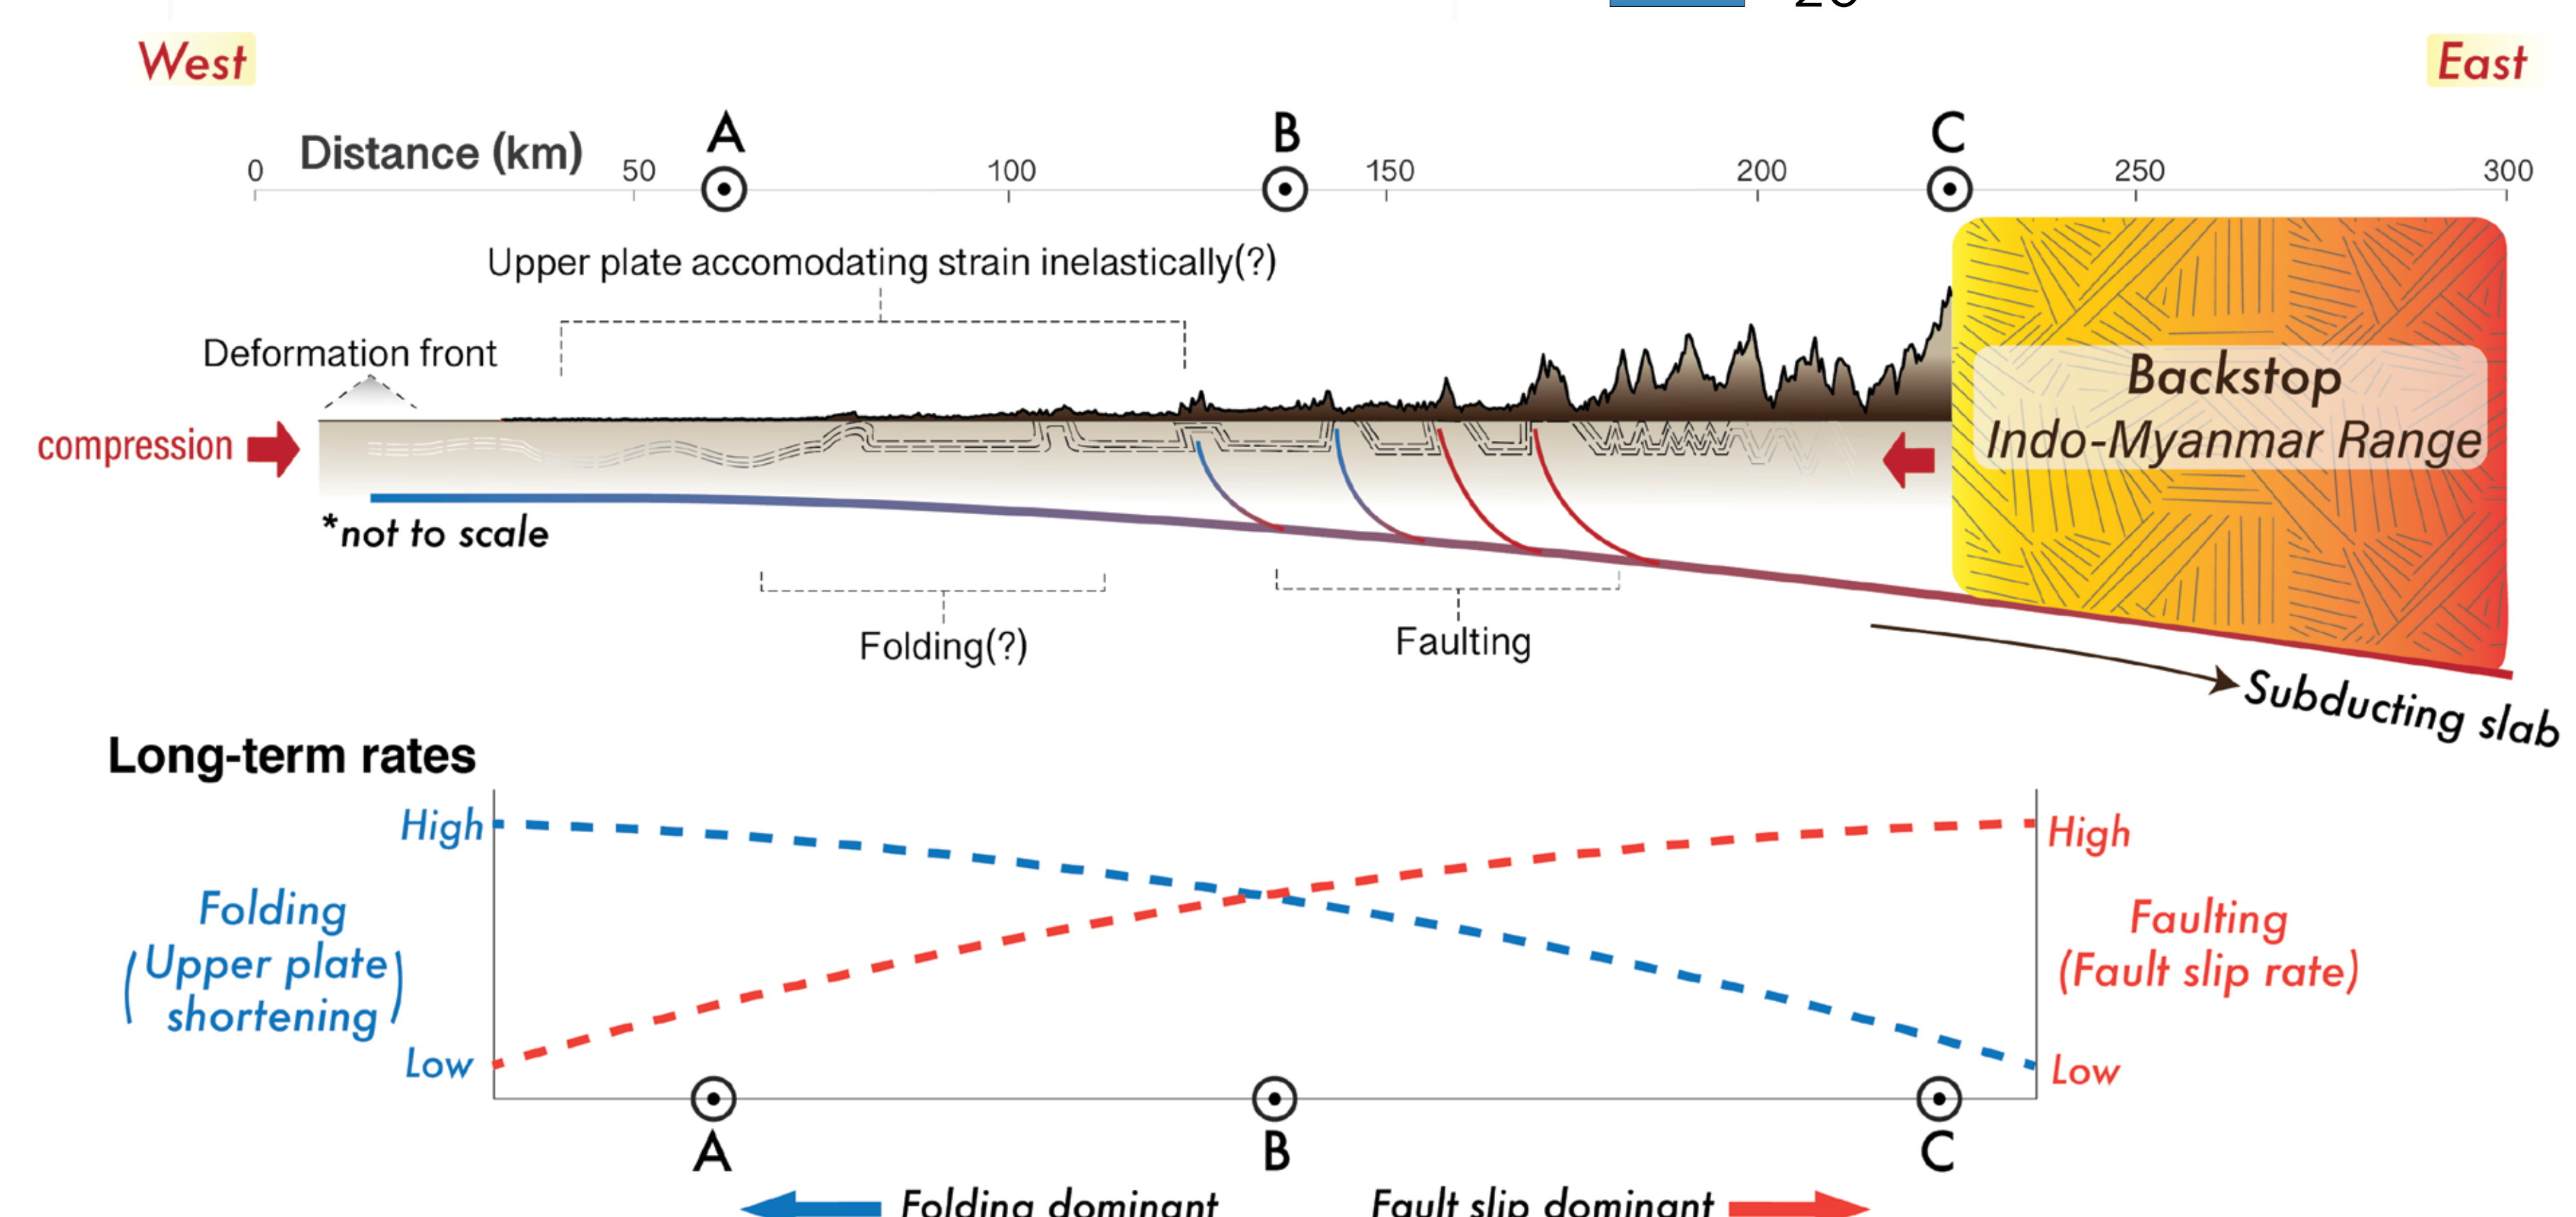 West
East
A
B
C
Distance (km)
0
50
100
150
200
250
300
Upper plate accomodating strain inelastically(?)
Deformation front
compression
Backstop
Indo-Myanmar Range
*not to scale
Folding(?)
Faulting
Subducting slab
Long-term rates
High
High
Folding
(Upper plate
shortening)
Faulting
(Fault slip rate)
Low
Low
A
B
C
Folding dominant
Fault slip dominant